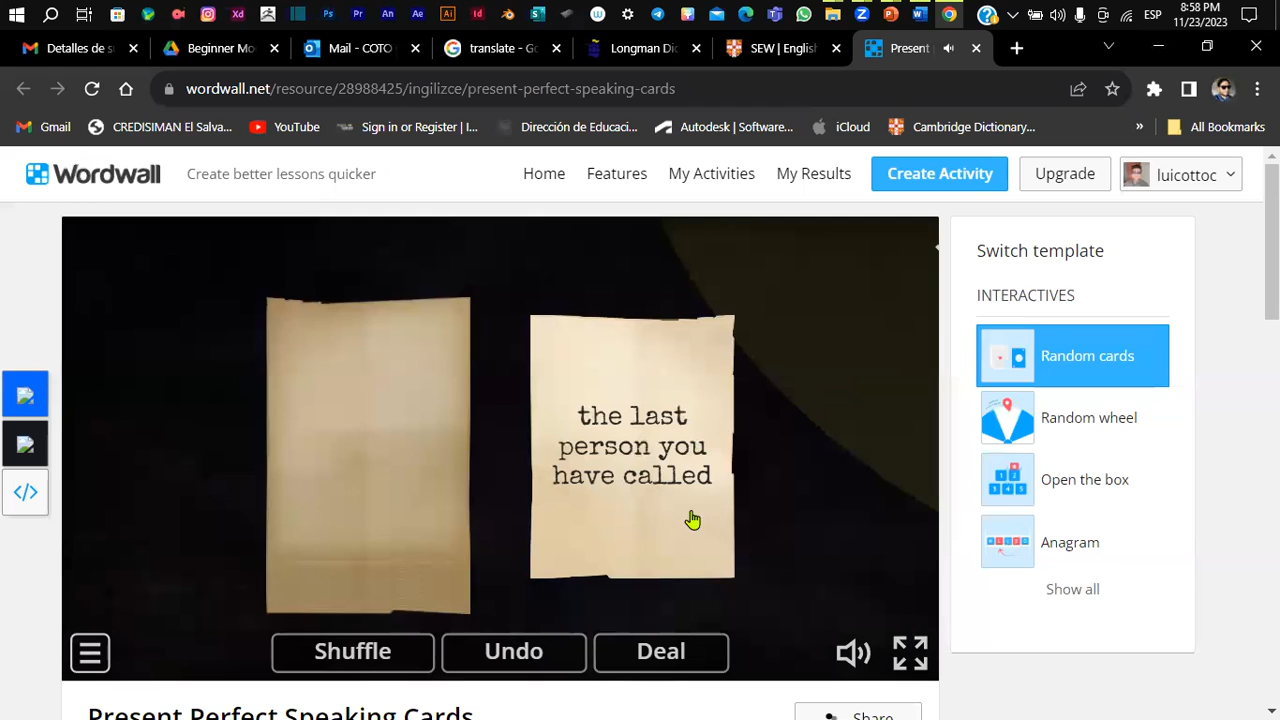 ESP
8:58 PM
11/23/2023
Detalles de s
Beginner Mo
Mail - COTO
translate - Go
Longman Dic
SEW | English
Present
wordwall.net/resource/28988425/ingilizce/present-perfect-speaking-cards
Gmail
CREDISIMAN El Salva...
YouTube
Sign in or Register | I...
Dirección de Educaci...
Autodesk | Software...
iCloud
Cambridge Dictionary...
»
All Bookmarks
Wordwall
Create better lessons quicker
Home
Features
My Activities
My Results
Create Activity
Upgrade
luicottoc
the last
person you
have called
Shuffle
Undo
Deal
Switch template
INTERACTIVES
Random cards
Random wheel
Open the box
Anagram
Show all
Present Perfect Speaking Cards
Share